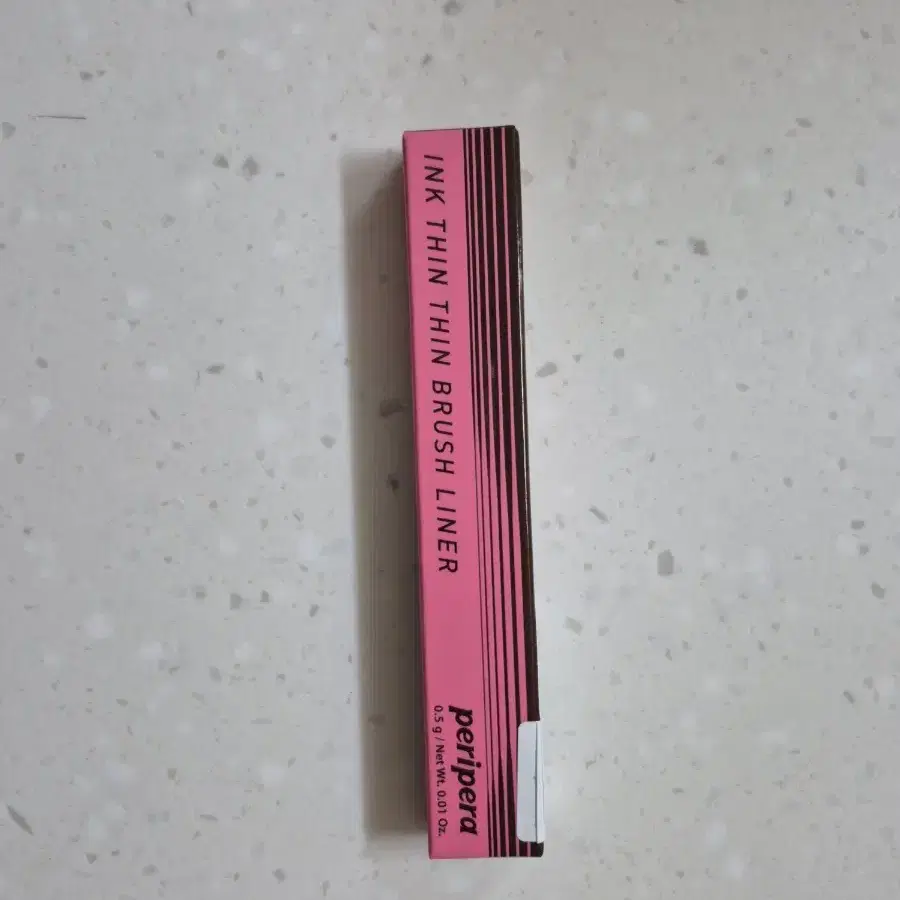 INK THIN THIN BRUSH LINER
peripera
0.5 g / Net Wt. 0.01 Oz.